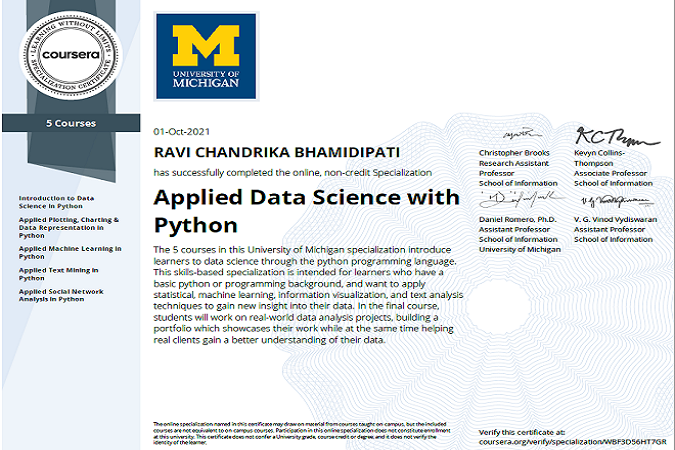 LEARNING WITHOUT LIMITS
coursera
SPECIALIZATION CERTIFICATE
5 Courses
Introduction to Data
Science in Python
Applied Plotting, Charting &
Data Representation in
Python
Applied Machine Learning in
Python
Applied Text Mining in
Python
Applied Social Network
Analysis in Python
M
UNIVERSITY OF
MICHIGAN
01-Oct-2021
RAVI CHANDRIKA BHAMIDIPATI
has successfully completed the online, non-credit Specialization
Applied Data Science with
Python
The 5 courses in this University of Michigan specialization introduce
learners to data science through the python programming language.
This skills-based specialization is intended for learners who have a
basic python or programming background, and want to apply
statistical, machine learning, information visualization, and text analysis
techniques to gain new insight into their data. In the final course,
students will work on real-world data analysis projects, building a
portfolio which showcases their work while at the same time helping
real clients gain a better understanding of their data.
Christopher Brooks
Research Assistant
Professor
School of Information
Kevyn Collins-
Thompson
Associate Professor
School of Information
Daniel Romero, Ph.D.
Assistant Professor
School of Information
University of Michigan
V. G. Vinod Vydiswaran
Assistant Professor
School of Information
The online specialization named in this certificate may draw on material from courses taught on campus, but the included
courses are not equivalent to on-campus courses. Participation in this online specialization does not constitute enrollment
at this university. This certificate does not confer a University grade, course credit or degree, and it does not verify the
identity of the learner.
Verify this certificate at:
coursera.org/verify/specialization/WBF3D56HT7GR